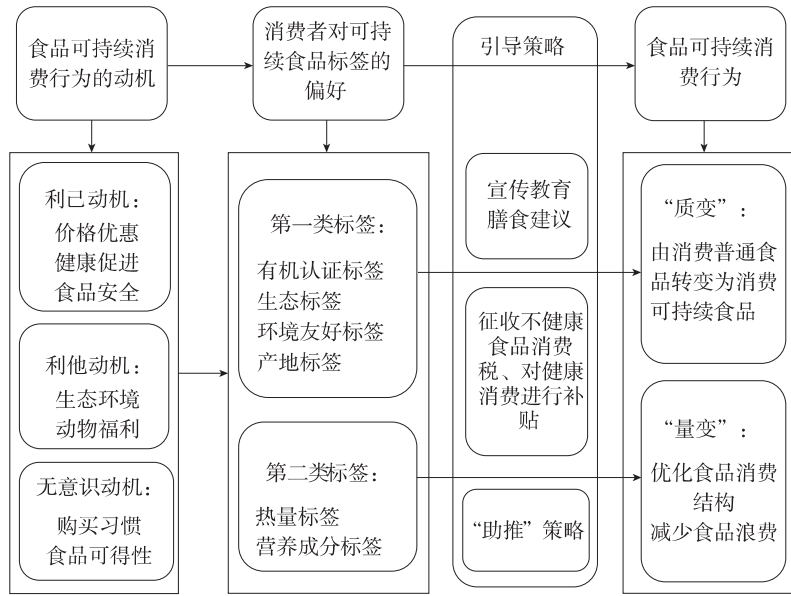 食品可持续消
费行为的动机
消费者对可持
续食品标签的
偏好
引导策略
食品可持续消
费行为
利己动机：
价格优惠
健康促进
食品安全
利他动机：
生态环境
动物福利
无意识动机：
购买习惯
食品可得性
第一类标签：
有机认证标签
生态标签
环境友好标签
产地标签
第二类标签：
热量标签
营养成分标签
宣传教育
膳食建议
征收不健康
食品消费
税、对健康
消费进行补
贴
“助推”策略
“质变”：
由消费普通食
品转变为消费
可持续食品
“量变”：
优化食品消费
结构
减少食品浪费